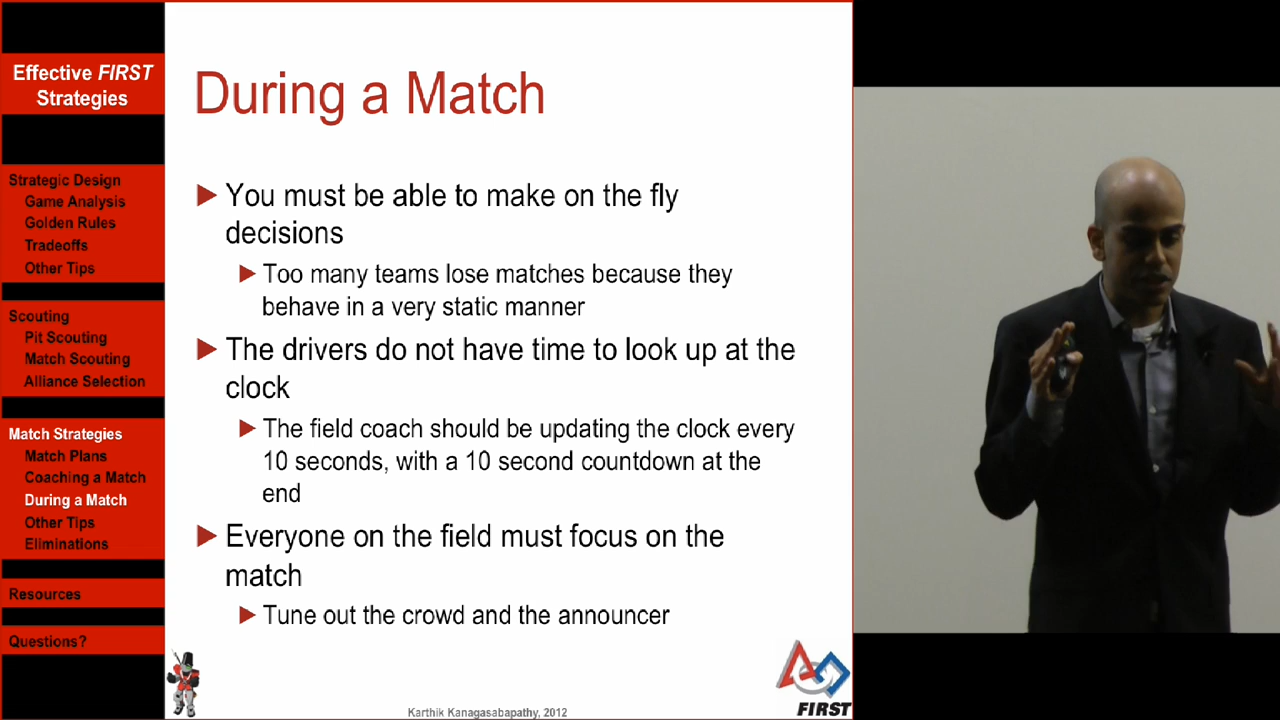 Effective FIRST
Strategies
Strategic Design
Game Analysis
Golden Rules
Tradeoffs
Other Tips
Scouting
Pit Scouting
Match Scouting
Alliance Selection
Match Strategies
Match Plans
Coaching a Match
During a Match
Other Tips
Eliminations
Resources
Questions?
During a Match
You must be able to make on the fly
decisions
Too many teams lose matches because they
behave in a very static manner
The drivers do not have time to look up at the
clock
The field coach should be updating the clock every
10 seconds, with a 10 second countdown at the
end
Everyone on the field must focus on the
match
Tune out the crowd and the announcer
Karthik Kanagasabapathy, 2012
FIRST